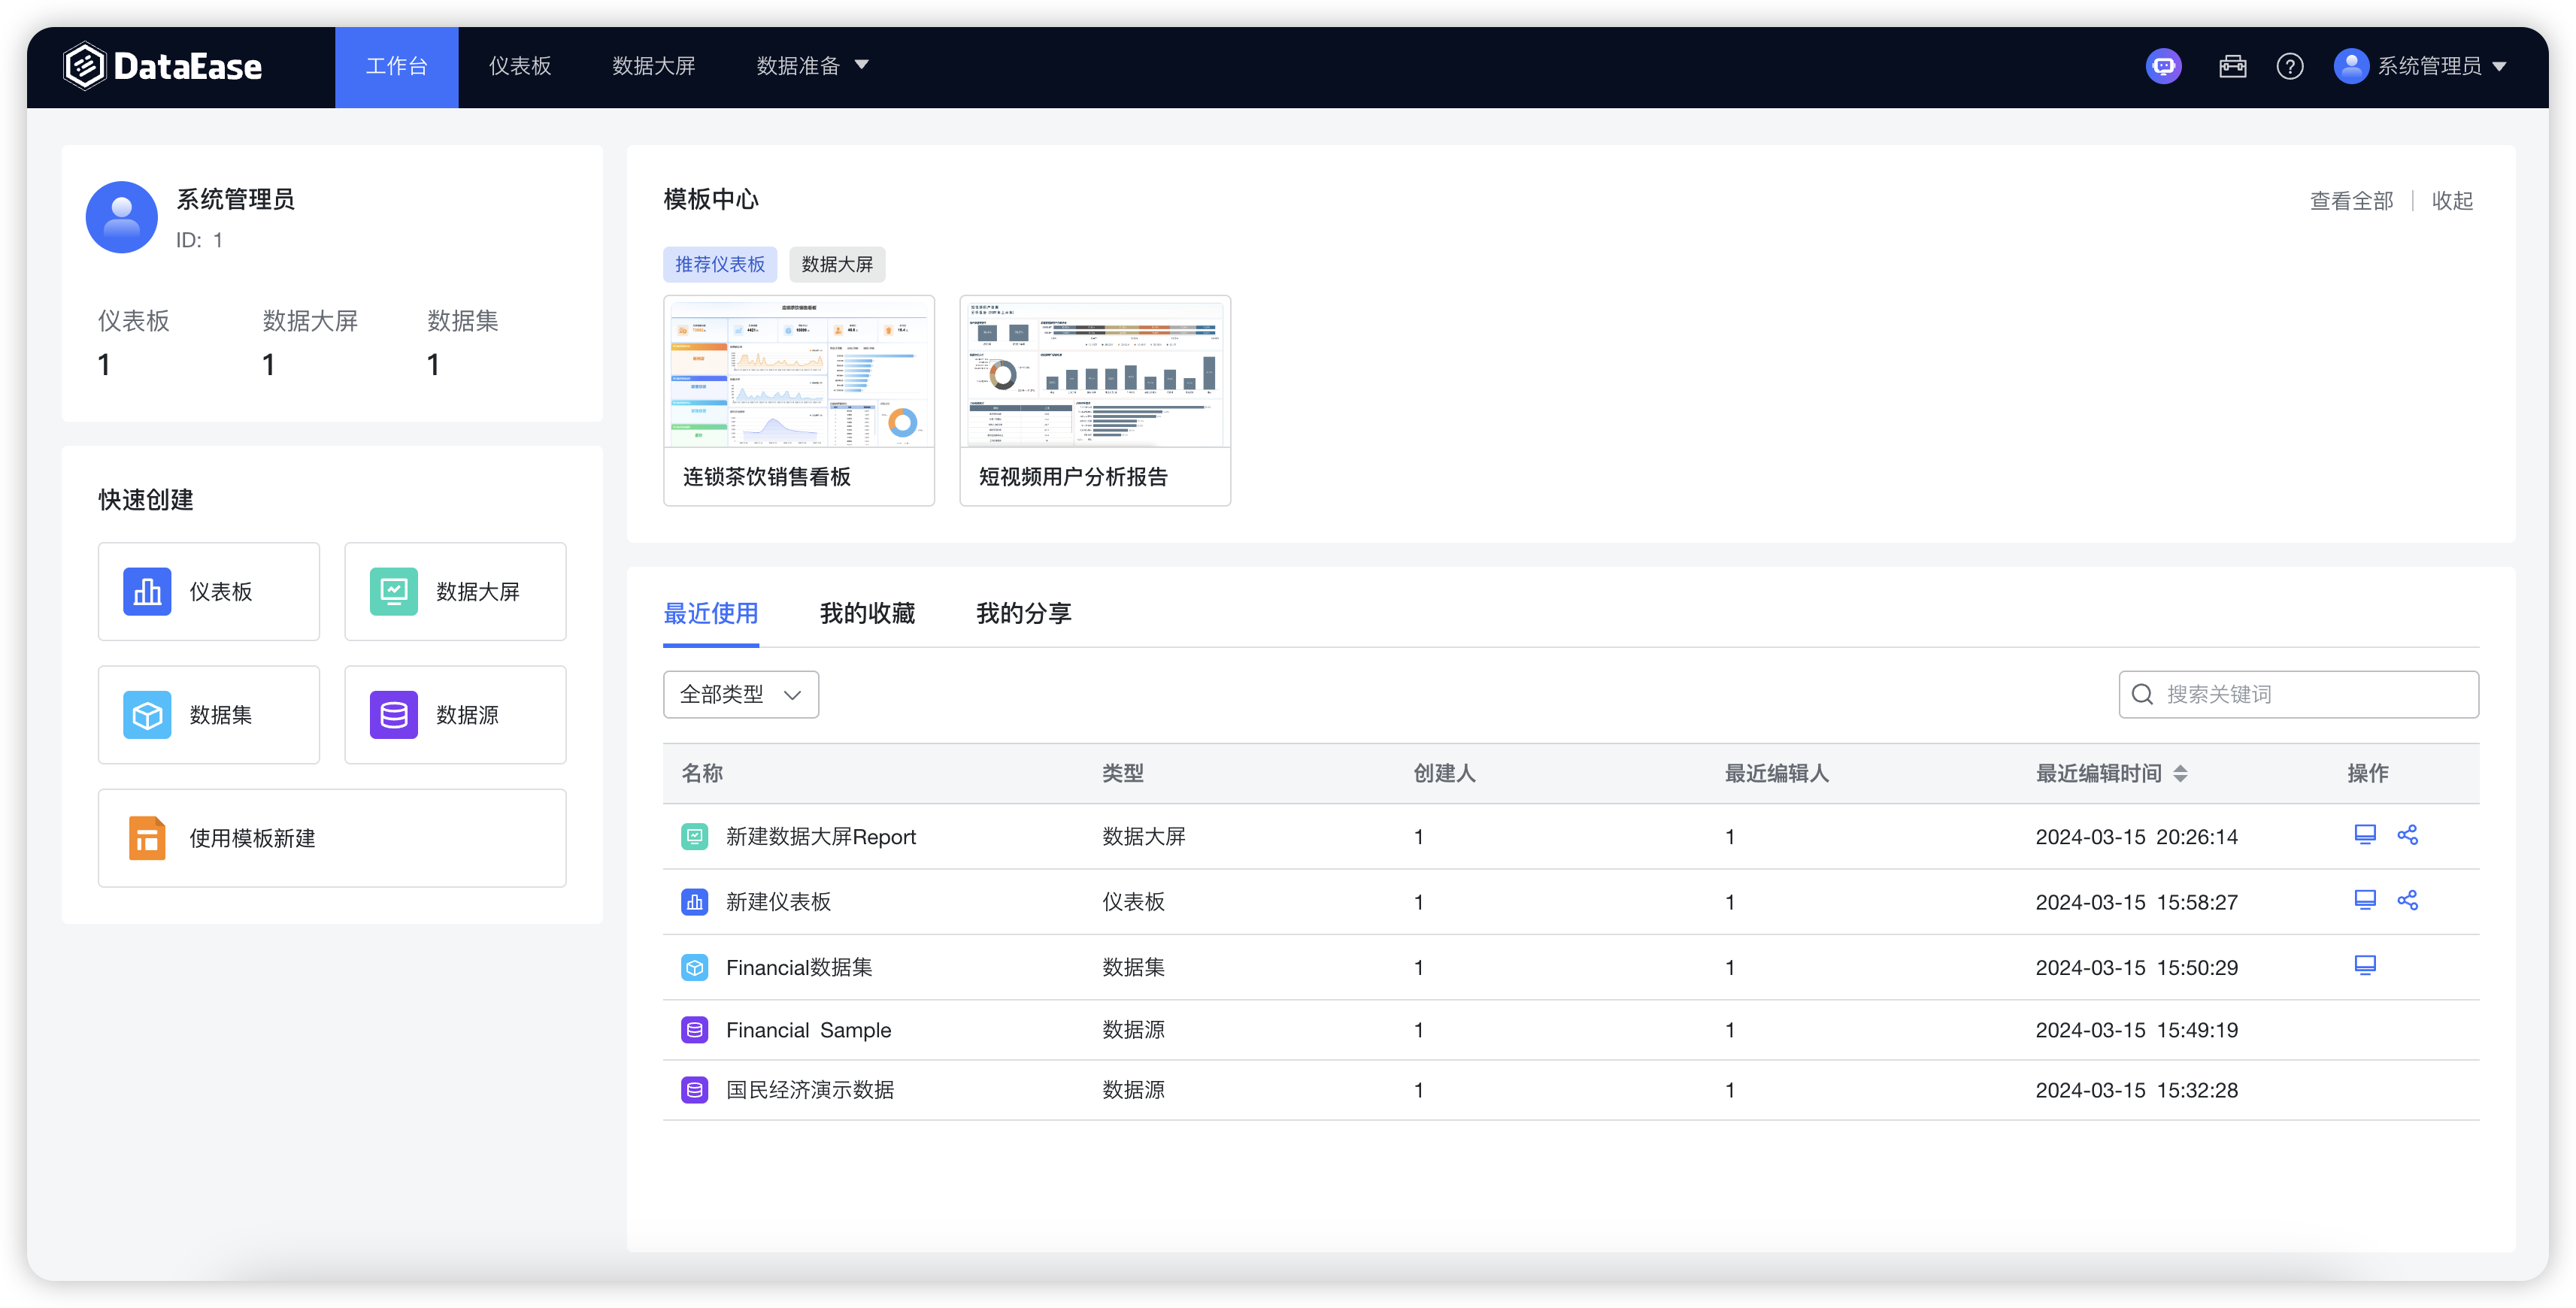 DataEase 工作台 仪表板 数据大屏 数据准备 系统管理员
系统管理员
ID: 1
仪表板 数据大屏 数据集
1 1 1
快速创建
仪表板 数据大屏
数据集 数据源
使用模板新建
模板中心 查看全部 收起
推荐仪表板 数据大屏
连锁茶饮销售看板 短视频用户分析报告
最近使用 我的收藏 我的分享
全部类型 搜索关键词
名称 类型 创建人 最近编辑人 最近编辑时间 操作
新建数据大屏Report 数据大屏 1 1 2024-03-15 20:26:14
新建仪表板 仪表板 1 1 2024-03-15 15:58:27
Financial数据集 数据集 1 1 2024-03-15 15:50:29
Financial Sample 数据源 1 1 2024-03-15 15:49:19
国民经济演示数据 数据源 1 1 2024-03-15 15:32:28